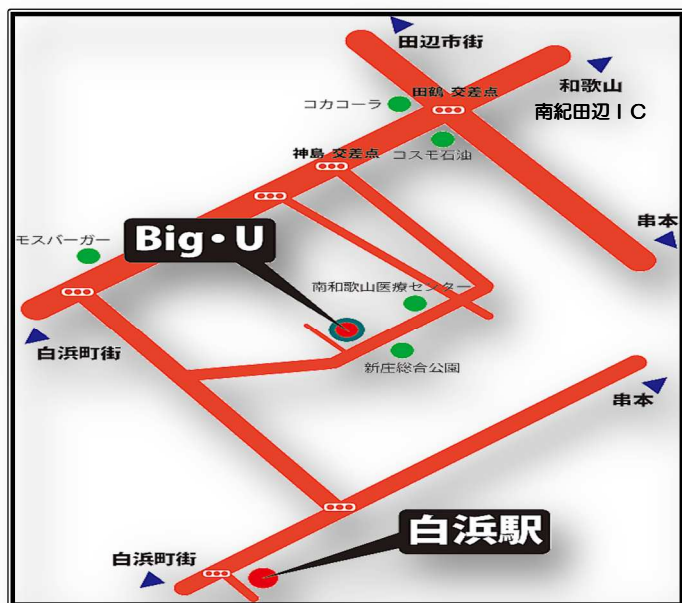 田辺市街
和歌山
南紀田辺IC
田鶴 交差点
コカコーラ
神島 交差点
コスモ石油
串本
モスバーガー
Big・U
南和歌山医療センター
白浜町街
新庄総合公園
串本
白浜駅
白浜町街